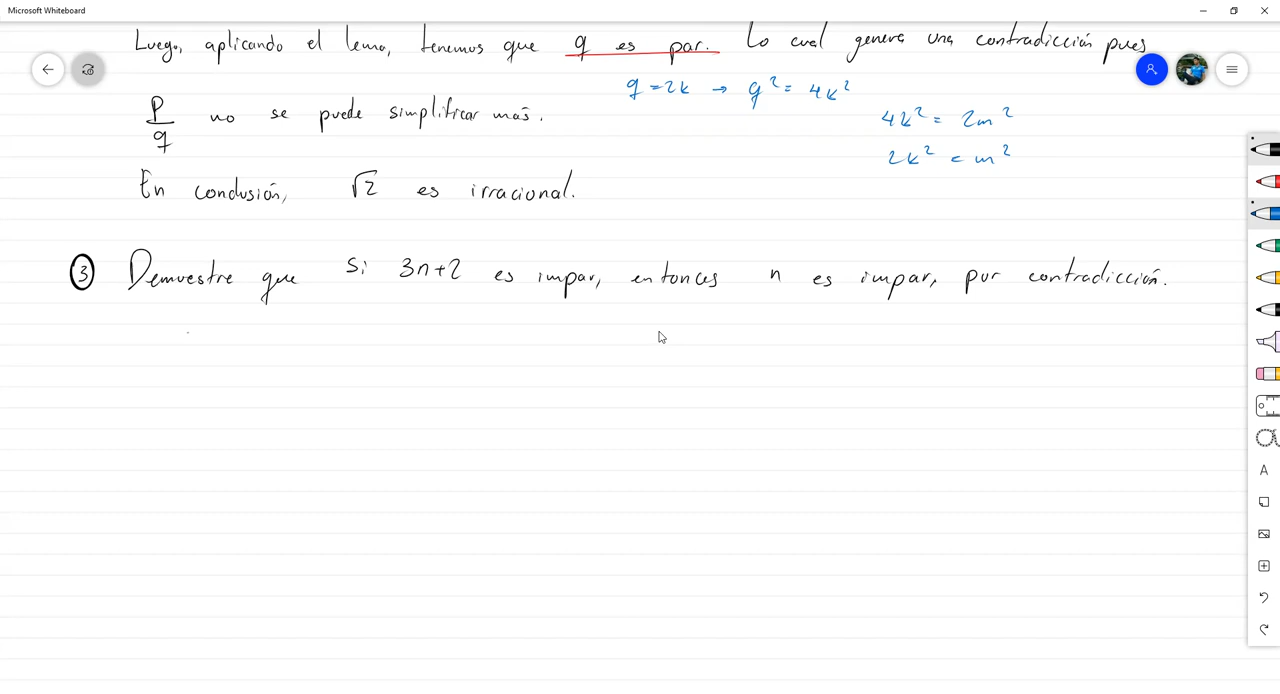 Microsoft Whiteboard
Luego, aplicando el lema, tenemos que q es par. Lo cual genera una contradicción pues
q = 2k → q² = 4k²
4k² = 2m²
p/q no se puede simplificar más.
2k² = m²
En conclusión, √2 es irracional.
③ Demuestre que si 3n+2 es impar, entonces n es impar, por contradicción.
A